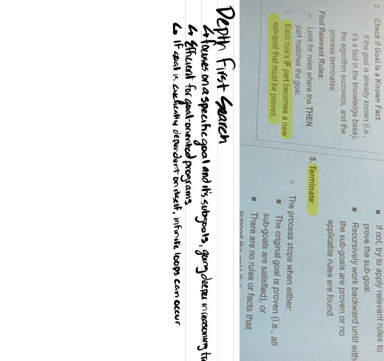 2. Check if Goal is a Known Fact:
If the goal is already known (i.e.,
it's a fact in the knowledge base),
the algorithm succeeds, and the
process terminates.
Find Relevant Rules:
Look for rules where the THEN
part matches the goal.
Each rule's IF part becomes a new
sub-goal that must be proven.
If not, try to apply relevant rules to
prove the sub-goal.
Recursively work backward until eith
the sub-goals are proven or no
applicable rules are found.
5. Terminate:
The process stops when either:
The original goal is proven (i.e., all
sub-goals are satisfied), or
There are no rules or facts that
Depth First Search
↳ focuses on a specific goal and its subgoals, going deeper in reasoning
↳ Efficient for goal oriented programs
↳ If goal is cyclically dependent on itself, infinite loops can occur